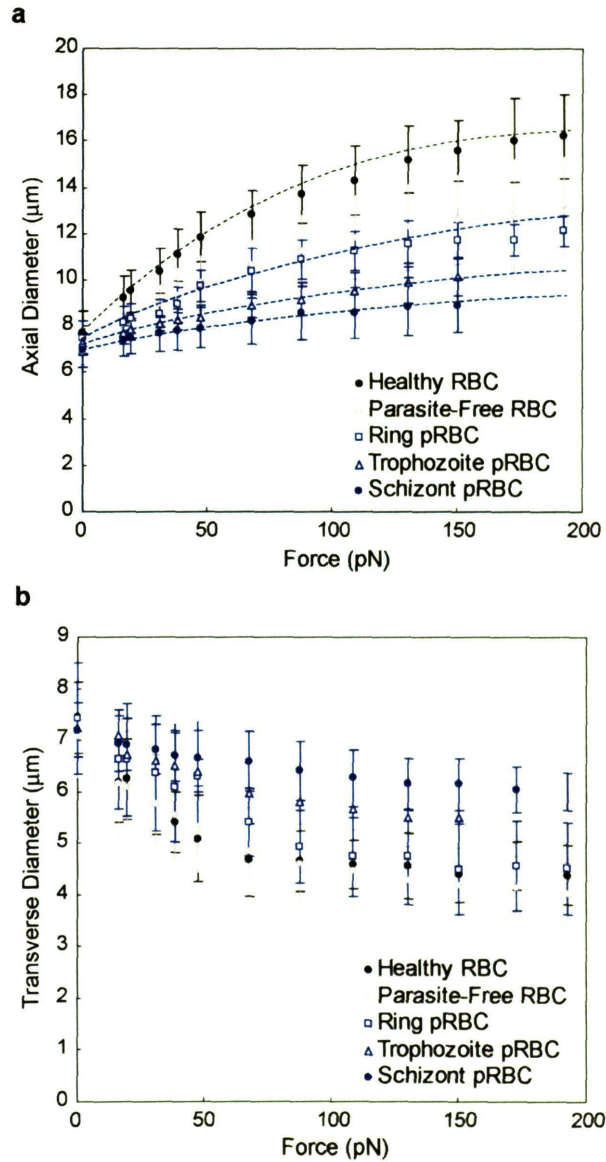 a
20
18
16
14
12
10
8
6
4
2
0
Axial Diameter (μm)
Healthy RBC
Parasite-Free RBC
Ring pRBC
Trophozoite pRBC
Schizont pRBC
0 50 100 150 200
Force (pN)
b
9
8
7
6
5
4
3
2
1
0
Transverse Diameter (μm)
Healthy RBC
Parasite-Free RBC
Ring pRBC
Trophozoite pRBC
Schizont pRBC
0 50 100 150 200
Force (pN)